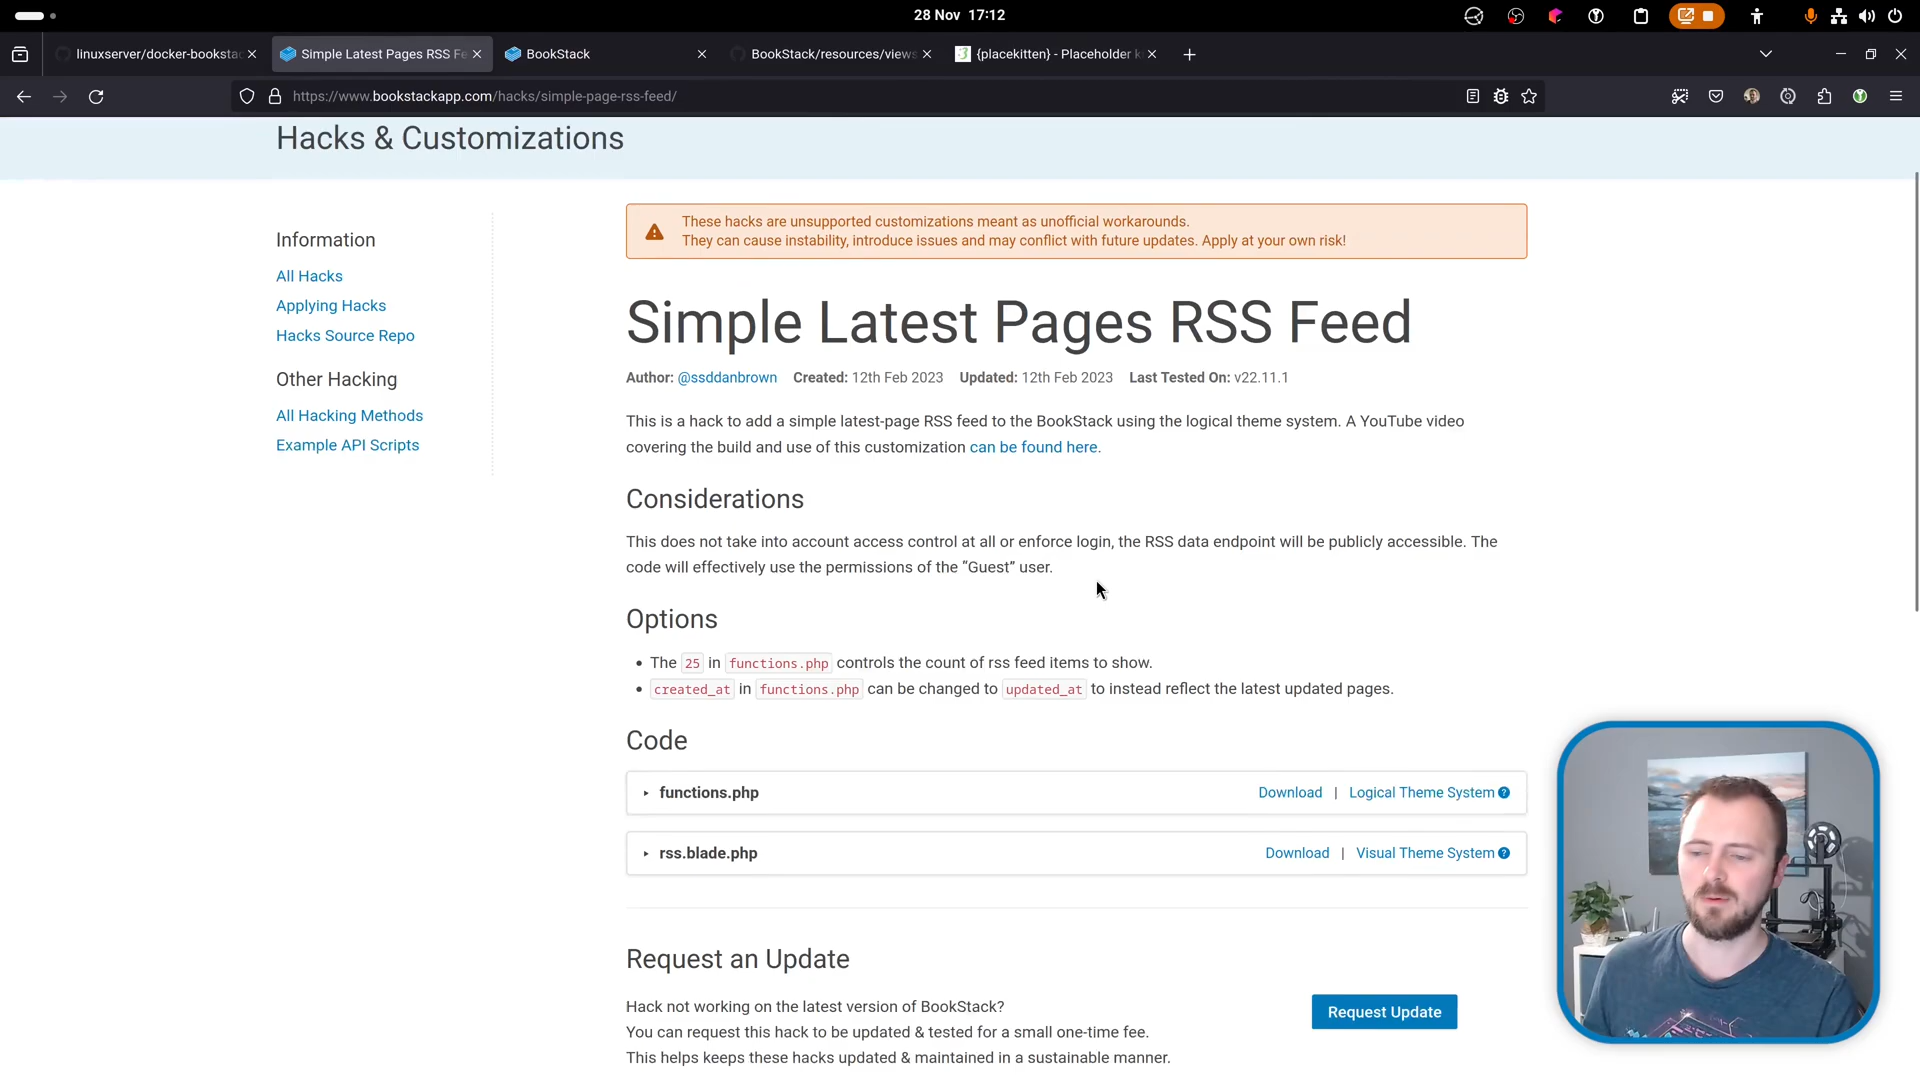 28 Nov 17:12
linuxserver/docker-bookstac
Simple Latest Pages RSS Fe
BookStack
BookStack/resources/views
{placekitten} - Placeholder k
https://www.bookstackapp.com/hacks/simple-page-rss-feed/
Hacks & Customizations
Information
All Hacks
Applying Hacks
Hacks Source Repo
Other Hacking
All Hacking Methods
Example API Scripts
These hacks are unsupported customizations meant as unofficial workarounds.
They can cause instability, introduce issues and may conflict with future updates. Apply at your own risk!
Simple Latest Pages RSS Feed
Author: @ssddanbrown Created: 12th Feb 2023 Updated: 12th Feb 2023 Last Tested On: v22.11.1
This is a hack to add a simple latest-page RSS feed to the BookStack using the logical theme system. A YouTube video
covering the build and use of this customization can be found here.
Considerations
This does not take into account access control at all or enforce login, the RSS data endpoint will be publicly accessible. The
code will effectively use the permissions of the “Guest” user.
Options
• The 25 in functions.php controls the count of rss feed items to show.
• created_at in functions.php can be changed to updated_at to instead reflect the latest updated pages.
Code
functions.php Download | Logical Theme System
rss.blade.php Download | Visual Theme System
Request an Update
Hack not working on the latest version of BookStack?
You can request this hack to be updated & tested for a small one-time fee.
This helps keeps these hacks updated & maintained in a sustainable manner.
Request Update